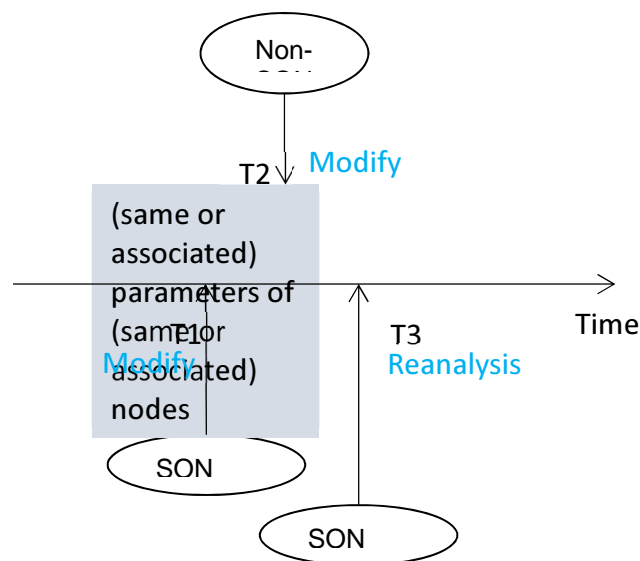 Non-
T2
Modify
(same or
associated)
parameters of
(same or
associated)
nodes
T1
Modify
Time
T3
Reanalysis
SON
SON